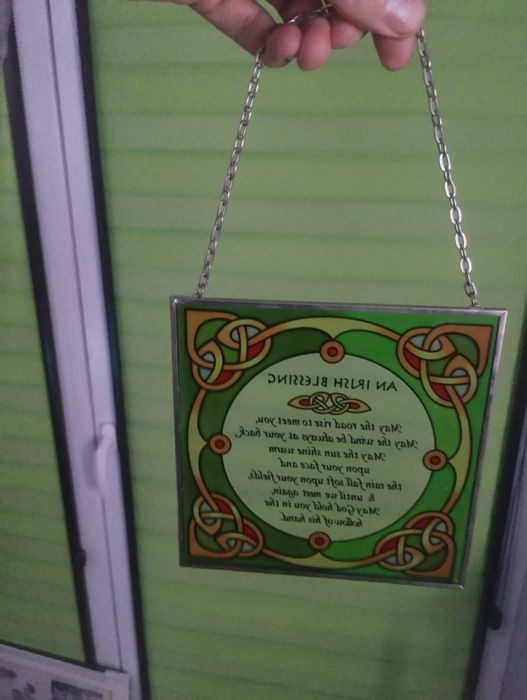 AN IRISH BLESSING
May the road rise to meet you,
May the wind be always at your back,
May the sun shine warm
upon your face and
the rain fall soft upon your fields,
& until we meet again,
May God hold you in the
hollow of his hand.